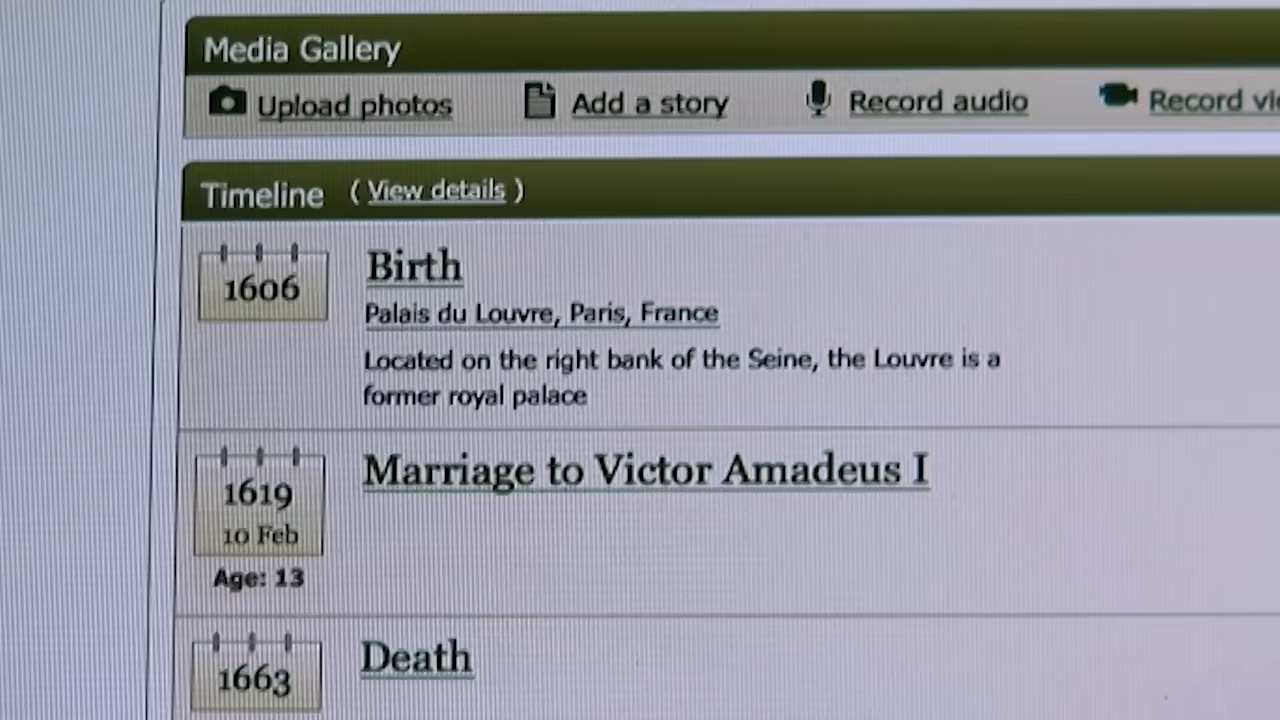 Media Gallery
Upload photos Add a story Record audio Record
Timeline ( View details )
1606 Birth
Palais du Louvre, Paris, France
Located on the right bank of the Seine, the Louvre is a
former royal palace
1619 Marriage to Victor Amadeus I
10 Feb
Age: 13
1663 Death